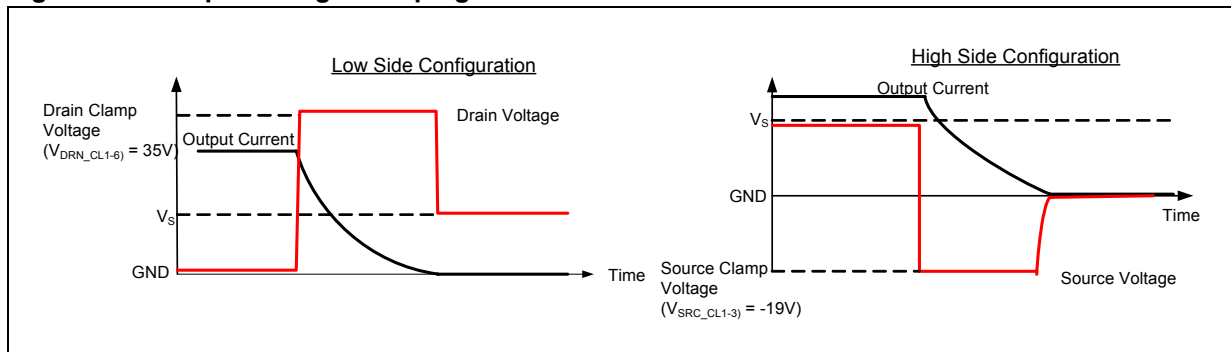 Low Side Configuration
Drain Clamp
Voltage
(VDRN_CL1-6) = 35V)
Output Current
Drain Voltage
VS
GND
Time
High Side Configuration
Output Current
VS
GND
Time
Source Clamp
Voltage
(VSRC_CL1-3) = -19V)
Source Voltage